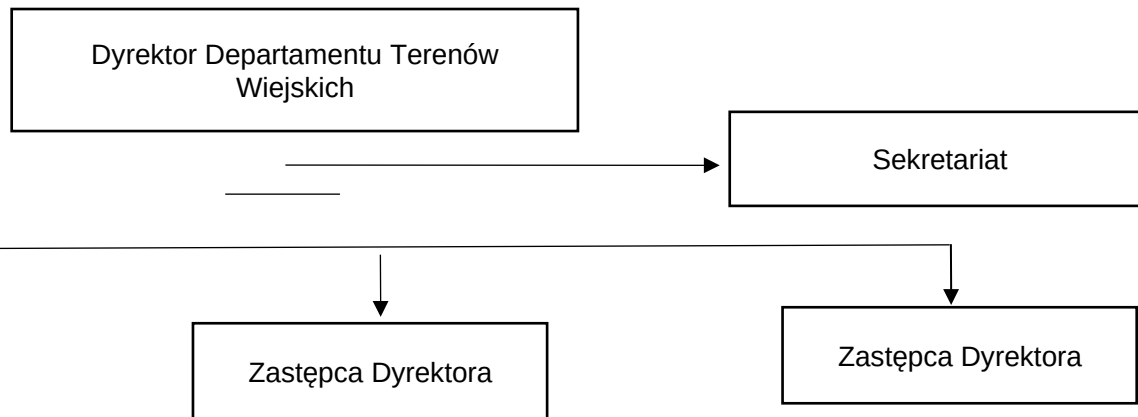 Dyrektor Departamentu Terenów
Wiejskich
Sekretariat
Zastępca Dyrektora
Zastępca Dyrektora